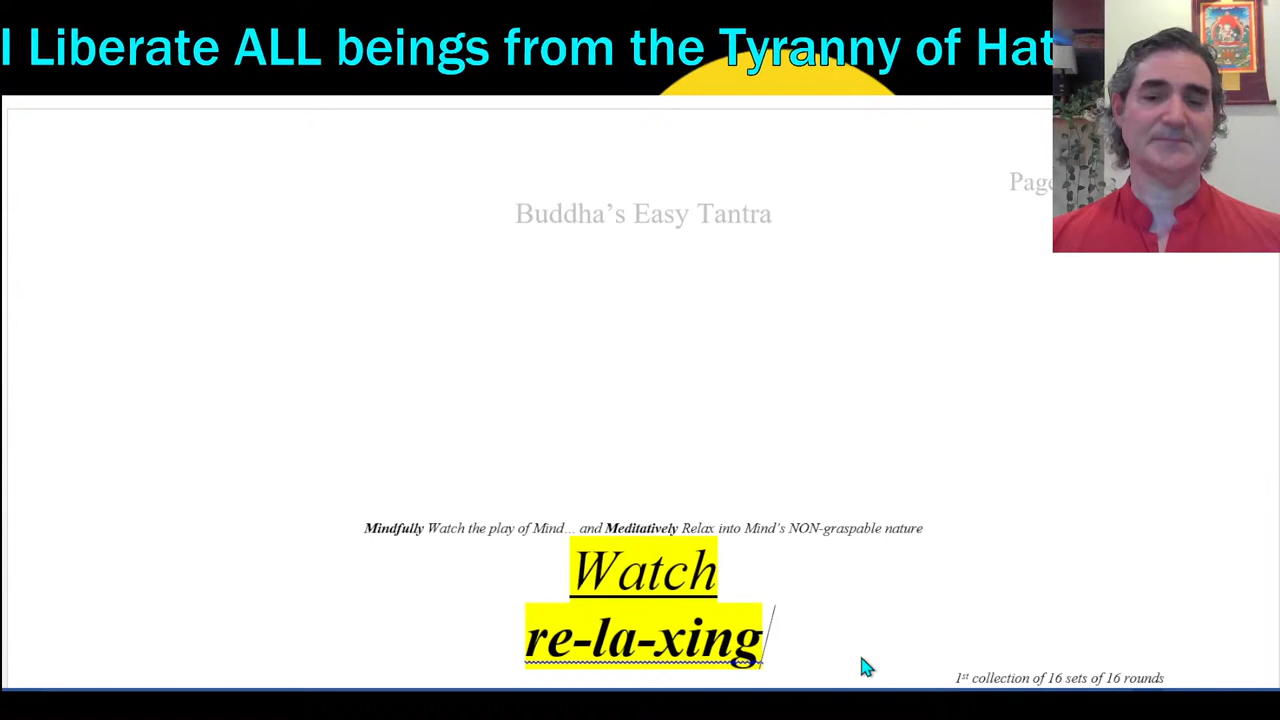 I Liberate ALL beings from the Tyranny of Hat
Page
Buddha's Easy Tantra
Mindfully Watch the play of Mind… and Meditatively Relax into Mind's NON-graspable nature
Watch
re-la-xing
1st collection of 16 sets of 16 rounds